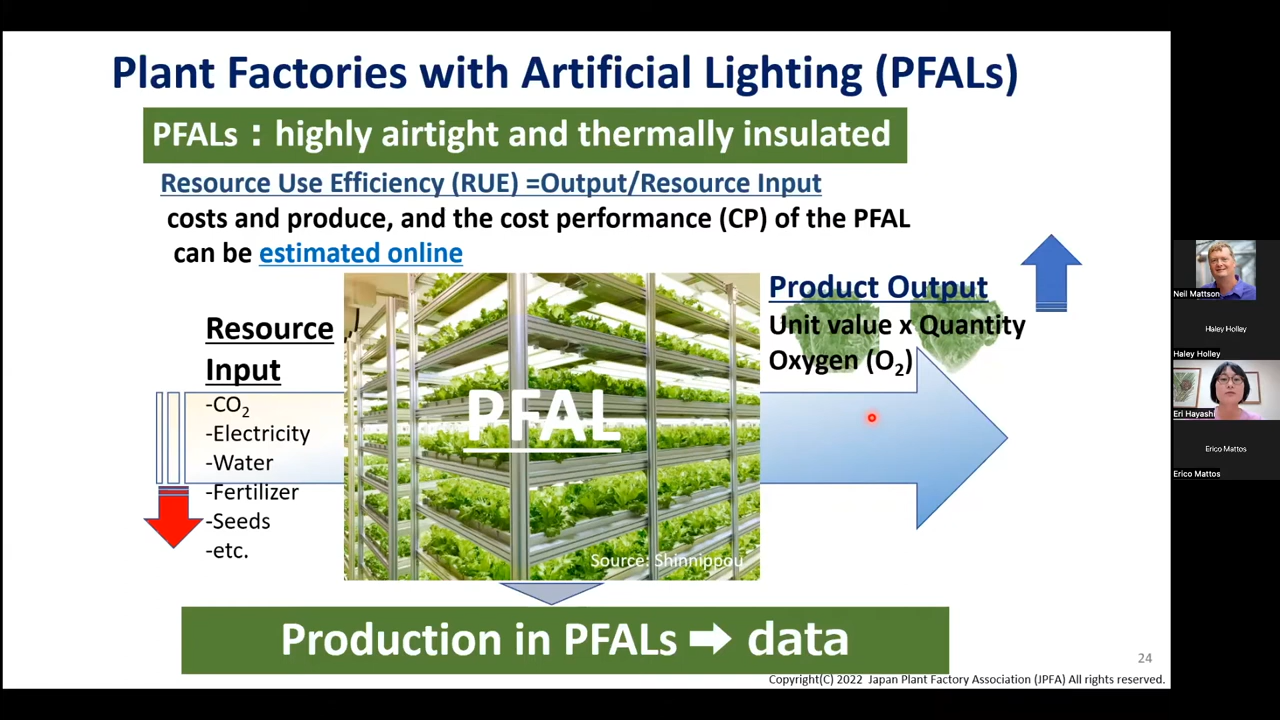 Plant Factories with Artificial Lighting (PFALs)
PFALs：highly airtight and thermally insulated
Resource Use Efficiency (RUE) =Output/Resource Input
costs and produce, and the cost performance (CP) of the PFAL
can be estimated online
Resource
Input
-CO₂
-Electricity
-Water
-Fertilizer
-Seeds
-etc.
PFAL
Source: Shinnippou
Product Output
Unit value x Quantity
Oxygen (O₂)
Production in PFALs ➡ data
24
Copyright(C) 2022 Japan Plant Factory Association (JPFA) All rights reserved.
Neil Mattson
Haley Holley
Haley Holley
Eri Hayashi
Erico Mattos
Erico Mattos